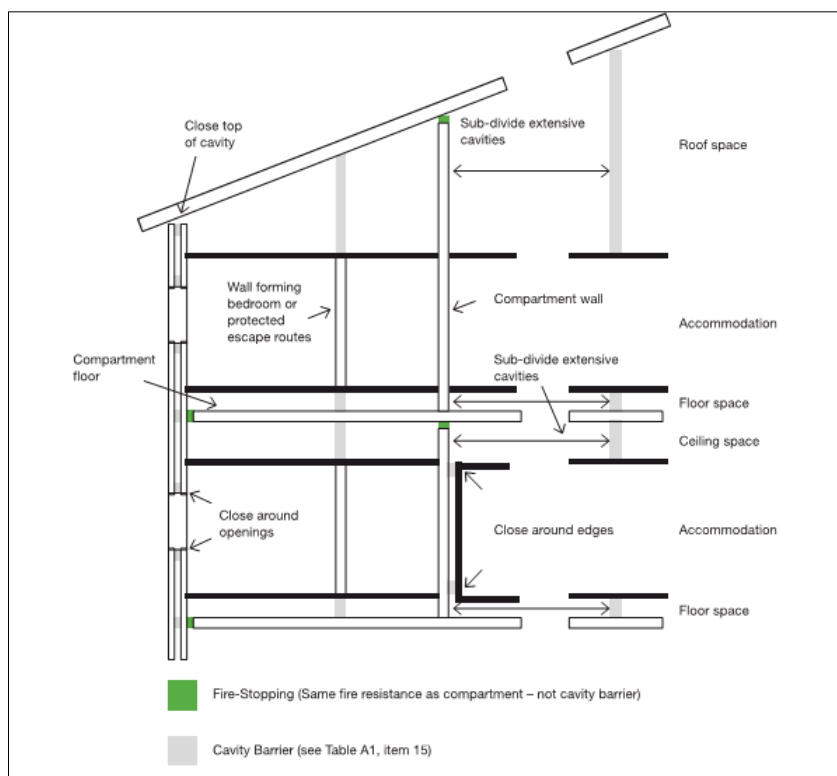 Close top
of cavity
Sub-divide extensive
cavities
Roof space
Wall forming
bedroom or
protected
escape routes
Compartment wall
Accommodation
Compartment
floor
Sub-divide extensive
cavities
Floor space
Ceiling space
Close around
openings
Close around edges
Accommodation
Floor space
Fire-Stopping (Same fire resistance as compartment – not cavity barrier)
Cavity Barrier (see Table A1, item 15)